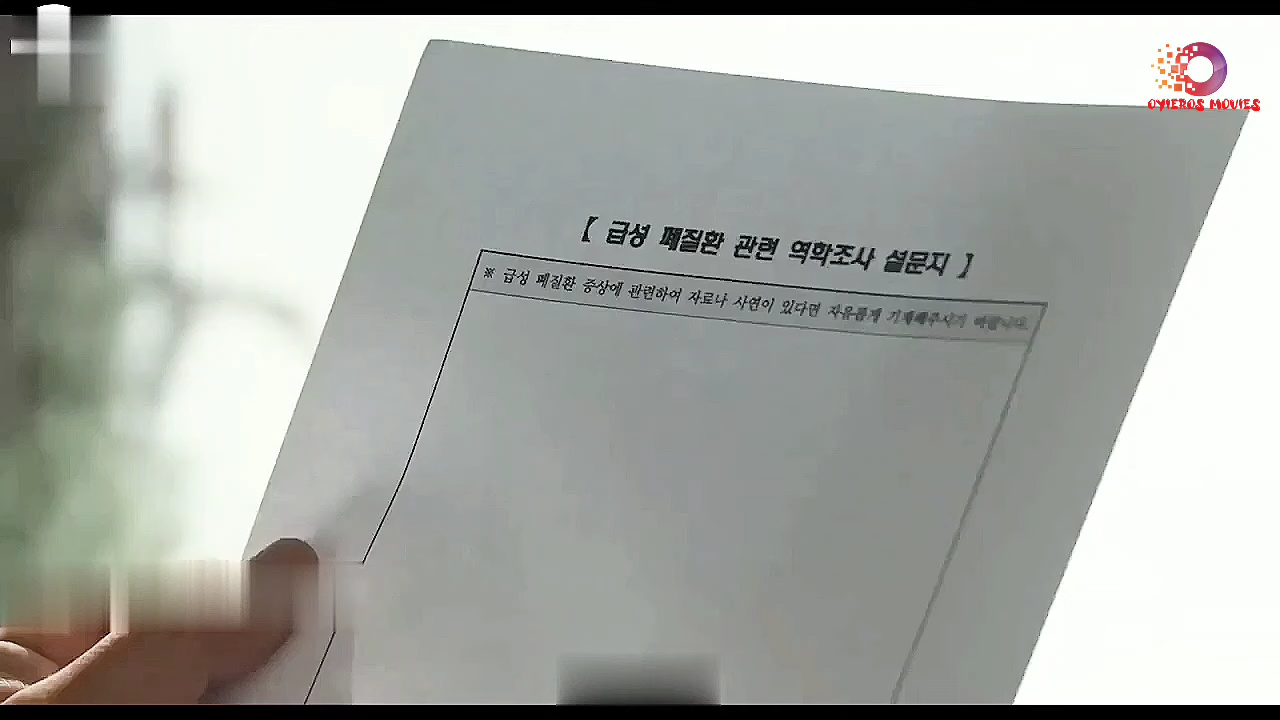 OYIEROS MOVIES
【 급성 폐질환 관련 역학조사 설문지 】
※ 급성 폐질환 증상에 관련하여 자료나 사연이 있다면 자유롭게 기재해주시기 바랍니다.